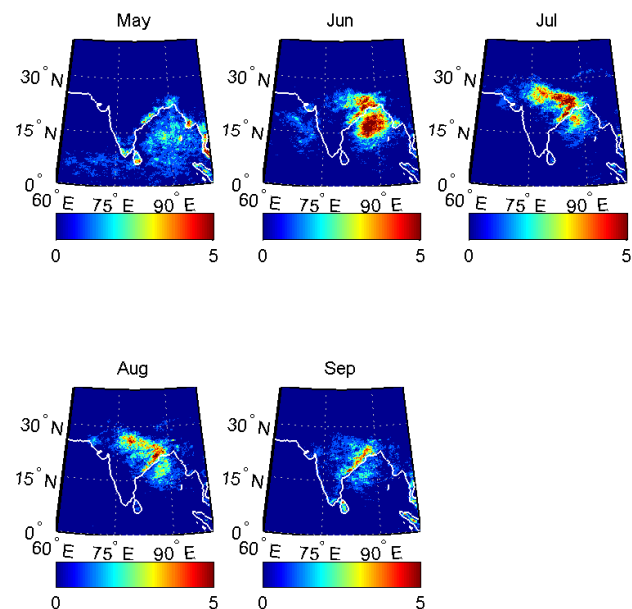 May Jun Jul
30° N 30° N 30° N
15° N 15° N 15° N
0° 0° 0°
60° E 75° E 90° E 60° E 75° E 90° E 60° E 75° E 90° E
0 5 0 5 0 5
Aug Sep
30° N 30° N
15° N 15° N
0° 0°
60° E 75° E 90° E 60° E 75° E 90° E
0 5 0 5